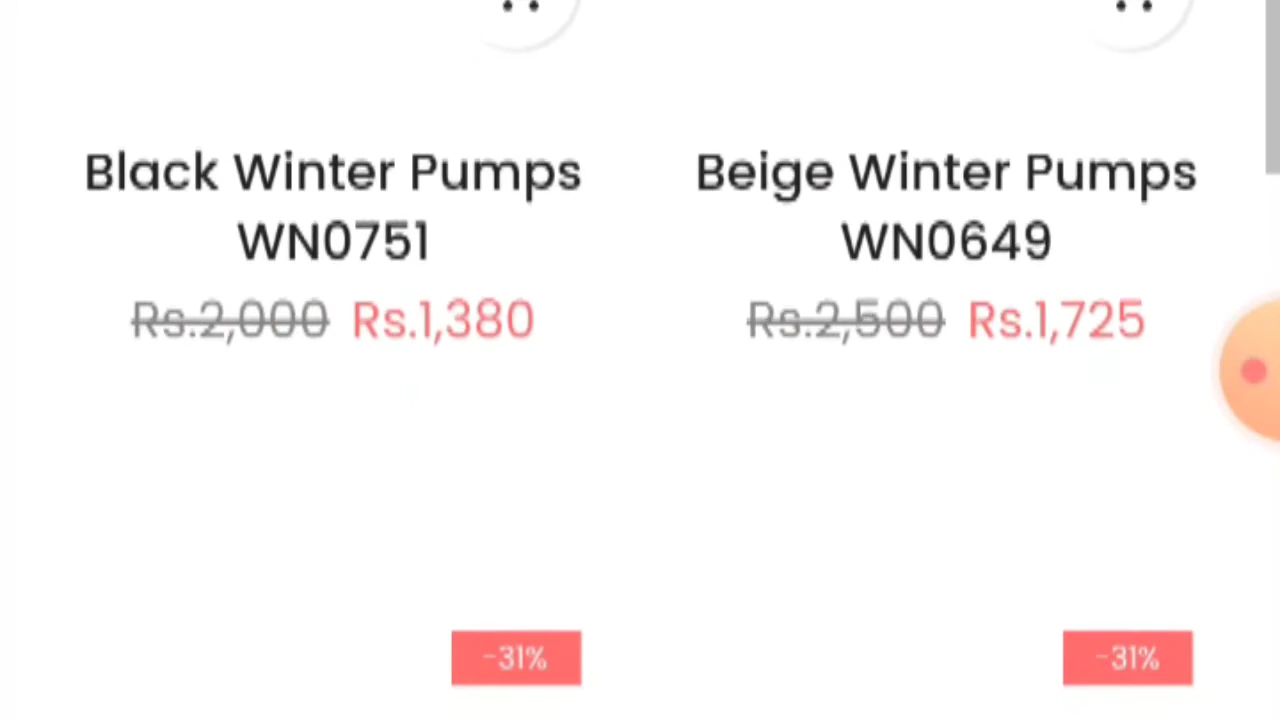 Black Winter Pumps
WN0751
Rs.2,000 Rs.1,380
Beige Winter Pumps
WN0649
Rs.2,500 Rs.1,725
-31%
-31%